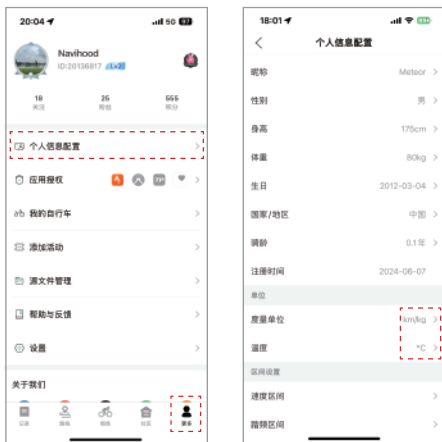 20:04
5G
Navihood
ID:20136817 Lv.20
18 25 555
关注 粉丝 积分
个人信息配置
应用授权
我的自行车
添加活动
源文件管理
帮助与反馈
设置
关于我们
记录 路线 骑练 社区 更多
18:01
个人信息配置
昵称 Meteor
性别 男
身高 175cm
体重 80kg
生日 2012-03-04
国家/地区 中国
骑龄 0.1年
注册时间 2024-06-07
单位
度量单位 km/kg
温度 °C
区间设置
速度区间
踏频区间